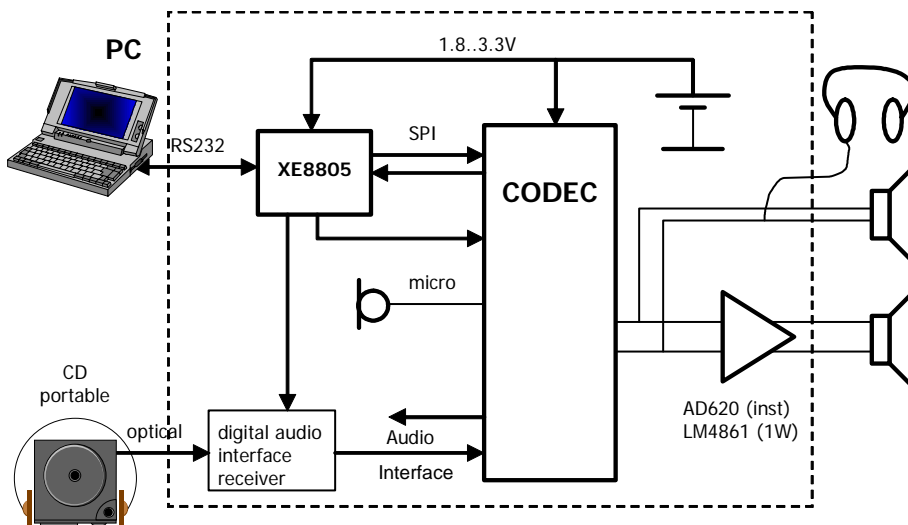 PC
1.8..3.3V
RS232
XE8805
SPI
CODEC
micro
CD
portable
optical
digital audio
interface
receiver
Audio
Interface
AD620 (inst)
LM4861 (1W)